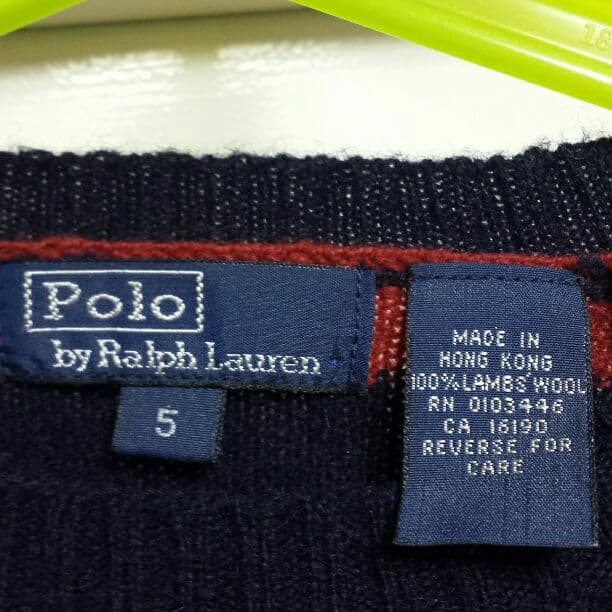 Polo
by Ralph Lauren
5
MADE IN
HONG KONG
100% LAMBS WOOL
RN 0103446
CA 16190
REVERSE FOR
CARE